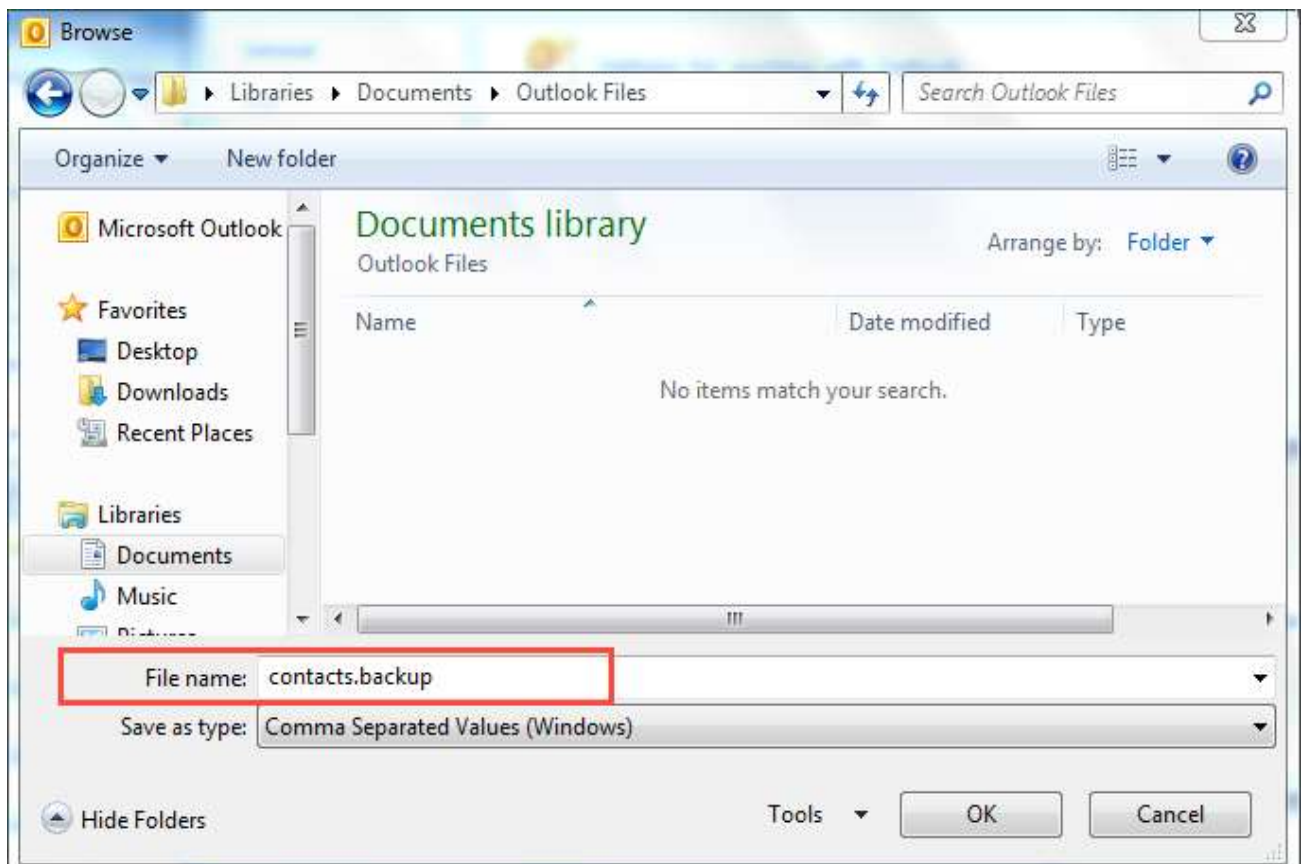 Browse
Libraries Documents Outlook Files Search Outlook Files
Organize New folder
Microsoft Outlook
Documents library
Outlook Files
Arrange by: Folder
Favorites
Desktop
Downloads
Recent Places
Name Date modified Type
No items match your search.
Libraries
Documents
Music
Pictures
File name: contacts.backup
Save as type: Comma Separated Values (Windows)
Hide Folders Tools OK Cancel